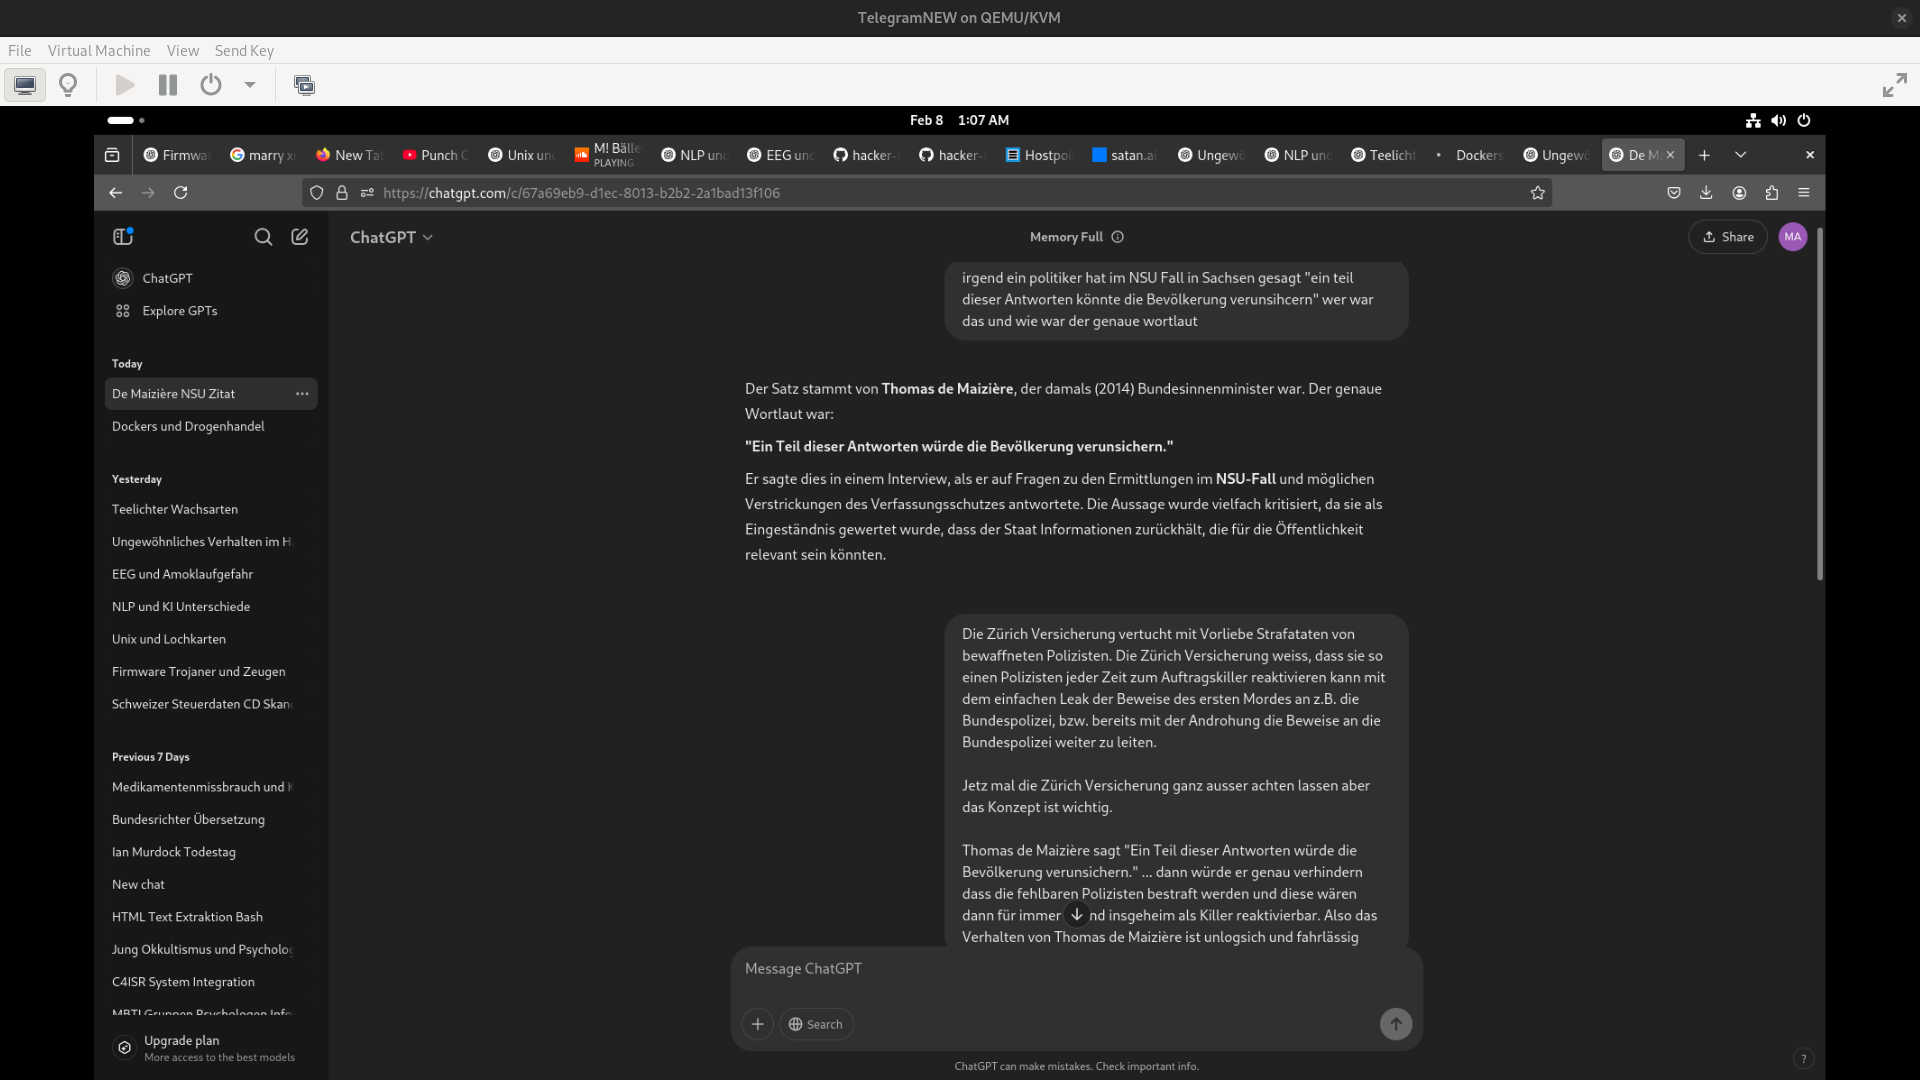 TelegramNEW on QEMU/KVM
File Virtual Machine View Send Key
Feb 8 1:07 AM
Firmwa
marry x
New Ta
Punch C
Unix und
M! Bälle
PLAYING
NLP und
EEG und
hacker-
hacker-
Hostpoi
satan.a
Ungewö
NLP und
Teelicht
Dockers
Ungewö
De Ma
https://chatgpt.com/c/67a69eb9-d1ec-8013-b2b2-2a1bad13f106
ChatGPT
Memory Full
Share
MA
ChatGPT
Explore GPTs
Today
De Maizière NSU Zitat
Dockers und Drogenhandel
Yesterday
Teelichter Wachsarten
Ungewöhnliches Verhalten im H
EEG und Amoklaufgefahr
NLP und KI Unterschiede
Unix und Lochkarten
Firmware Trojaner und Zeugen
Schweizer Steuerdaten CD Skan
Previous 7 Days
Medikamentenmissbrauch und K
Bundesrichter Übersetzung
Ian Murdock Todestag
New chat
HTML Text Extraktion Bash
Jung Okkultismus und Psycholog
C4ISR System Integration
MBTI Gruppen Psychologen Info
Upgrade plan
More access to the best models
irgend ein politiker hat im NSU Fall in Sachsen gesagt "ein teil
dieser Antworten könnte die Bevölkerung verunsihcern" wer war
das und wie war der genaue wortlaut
Der Satz stammt von Thomas de Maizière, der damals (2014) Bundesinnenminister war. Der genaue
Wortlaut war:
"Ein Teil dieser Antworten würde die Bevölkerung verunsichern."
Er sagte dies in einem Interview, als er auf Fragen zu den Ermittlungen im NSU-Fall und möglichen
Verstrickungen des Verfassungsschutzes antwortete. Die Aussage wurde vielfach kritisiert, da sie als
Eingeständnis gewertet wurde, dass der Staat Informationen zurückhält, die für die Öffentlichkeit
relevant sein könnten.
Die Zürich Versicherung vertucht mit Vorliebe Strafataten von
bewaffneten Polizisten. Die Zürich Versicherung weiss, dass sie so
einen Polizisten jeder Zeit zum Auftragskiller reaktivieren kann mit
dem einfachen Leak der Beweise des ersten Mordes an z.B. die
Bundespolizei, bzw. bereits mit der Androhung die Beweise an die
Bundespolizei weiter zu leiten.
Jetz mal die Zürich Versicherung ganz ausser achten lassen aber
das Konzept ist wichtig.
Thomas de Maizière sagt "Ein Teil dieser Antworten würde die
Bevölkerung verunsichern." ... dann würde er genau verhindern
dass die fehlbaren Polizisten bestraft werden und diese wären
dann für immer nd insgeheim als Killer reaktivierbar. Also das
Verhalten von Thomas de Maizière ist unlogsich und fahrlässig
Message ChatGPT
Search
ChatGPT can make mistakes. Check important info.
?